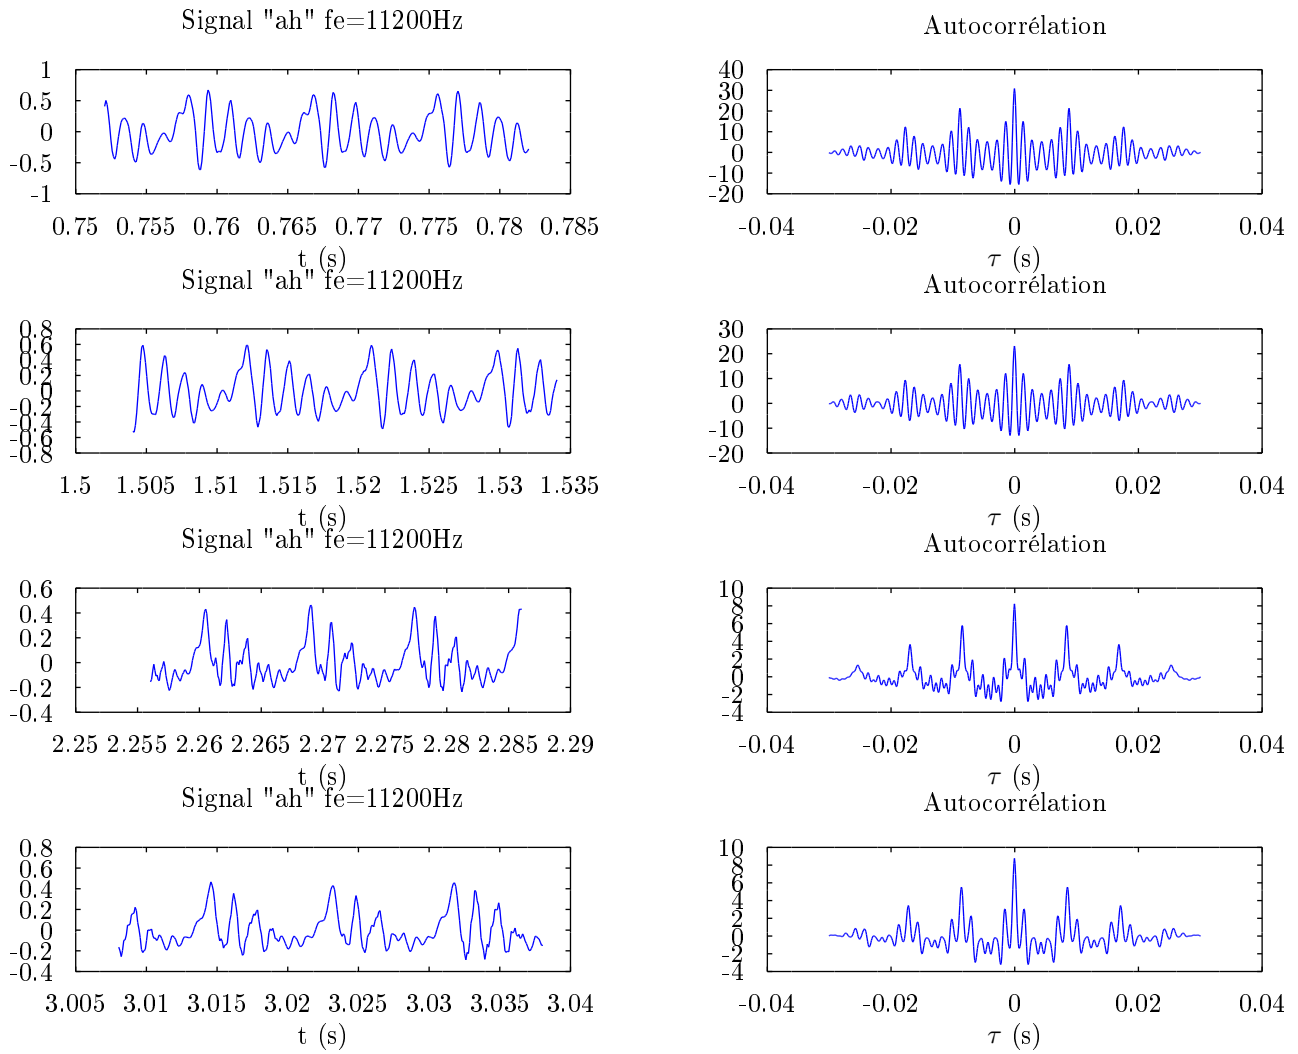 Signal "ah" fe=11200Hz
1
0.5
0
-0.5
-1
0.75 0.755 0.76 0.765 0.77 0.775 0.78 0.785
t (s)
Autocorrélation
40
30
20
10
0
-10
-20
-0.04 -0.02 0 0.02 0.04
τ (s)
Signal "ah" fe=11200Hz
0.8
0.6
0.4
0.2
0
-0.2
-0.4
-0.6
-0.8
1.5 1.505 1.51 1.515 1.52 1.525 1.53 1.535
t (s)
Autocorrélation
30
20
10
0
-10
-20
-0.04 -0.02 0 0.02 0.04
τ (s)
Signal "ah" fe=11200Hz
0.6
0.4
0.2
0
-0.2
-0.4
2.25 2.255 2.26 2.265 2.27 2.275 2.28 2.285 2.29
t (s)
Autocorrélation
10
8
6
4
2
0
-2
-4
-0.04 -0.02 0 0.02 0.04
τ (s)
Signal "ah" fe=11200Hz
0.8
0.6
0.4
0.2
0
-0.2
-0.4
3.005 3.01 3.015 3.02 3.025 3.03 3.035 3.04
t (s)
Autocorrélation
10
8
6
4
2
0
-2
-4
-0.04 -0.02 0 0.02 0.04
τ (s)